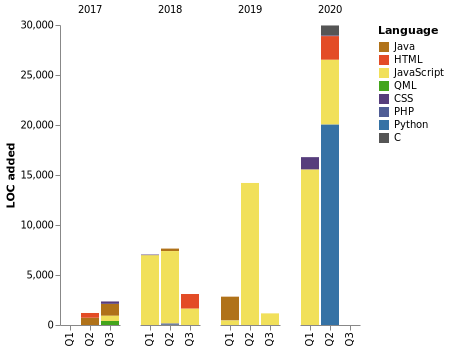 2017 2018 2019 2020
Language
Java
HTML
JavaScript
QML
CSS
PHP
Python
C
LOC added
30,000
25,000
20,000
15,000
10,000
5,000
0
Q1 Q2 Q3 Q1 Q2 Q3 Q1 Q2 Q3 Q1 Q2 Q3